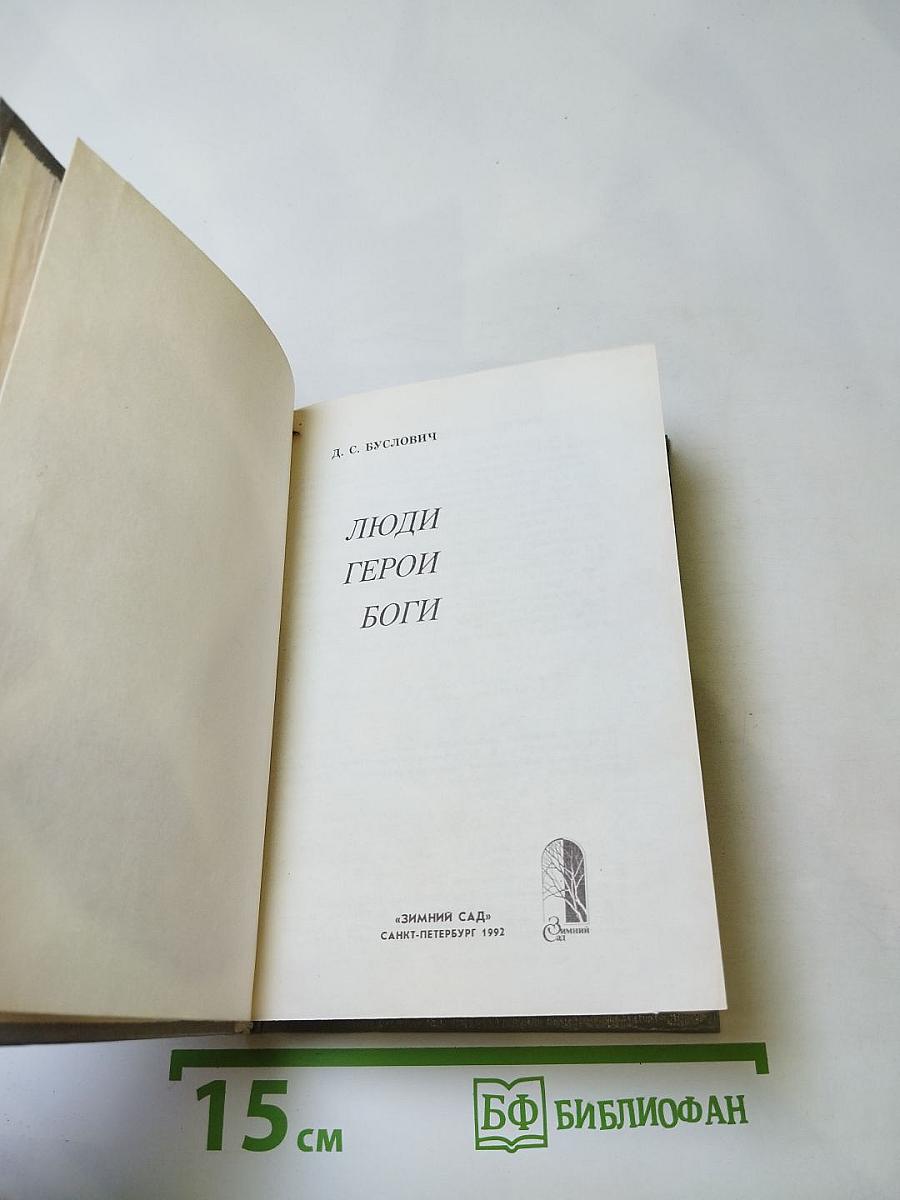 Д. С. БУСЛОВИЧ
ЛЮДИ
ГЕРОИ
БОГИ
«ЗИМНИЙ САД»
САНКТ-ПЕТЕРБУРГ 1992
Зимний
Сад
15 см
БФ БИБЛИОФАН